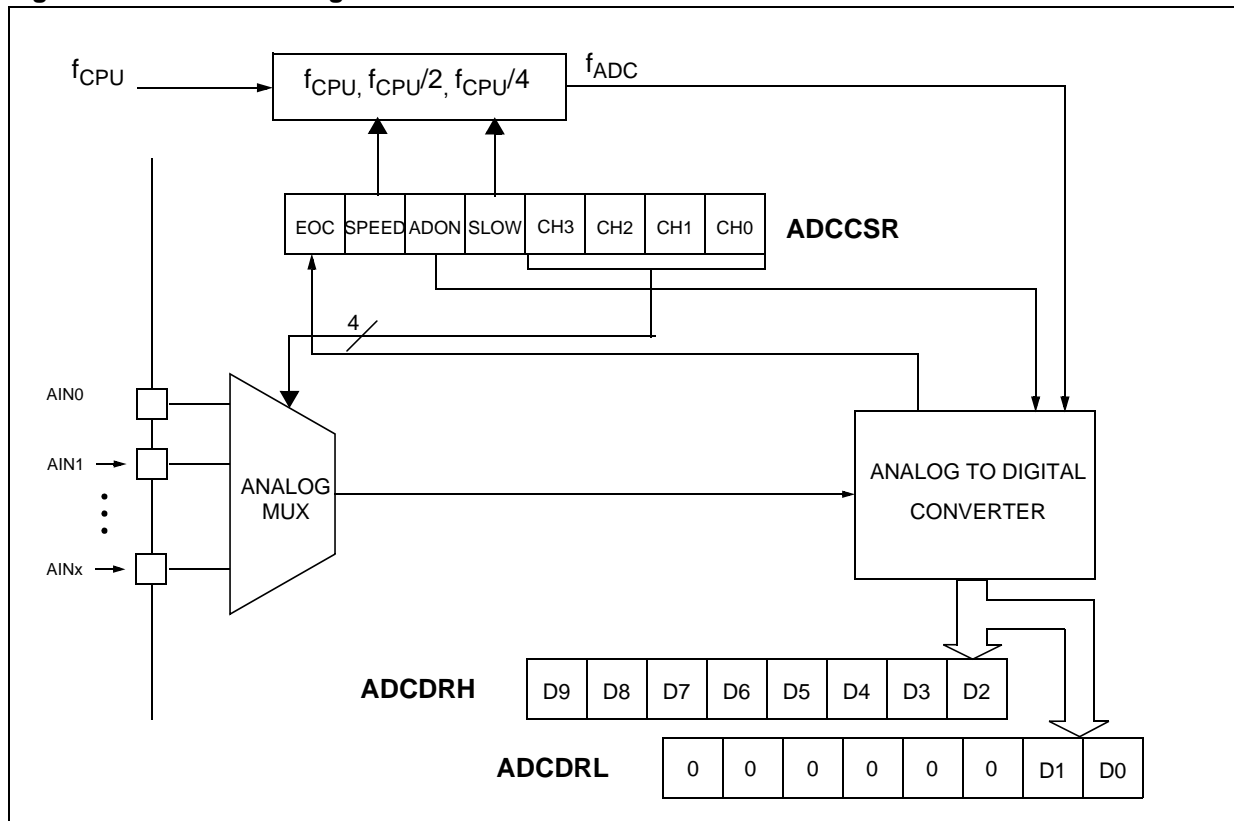 fCPU
fCPU, fCPU/2, fCPU/4
fADC
EOC SPEED ADON SLOW CH3 CH2 CH1 CH0
ADCCSR
4
AIN0
AIN1
AINx
ANALOG
MUX
ANALOG TO DIGITAL
CONVERTER
ADCDRH
D9 D8 D7 D6 D5 D4 D3 D2
ADCDRL
0 0 0 0 0 0 D1 D0